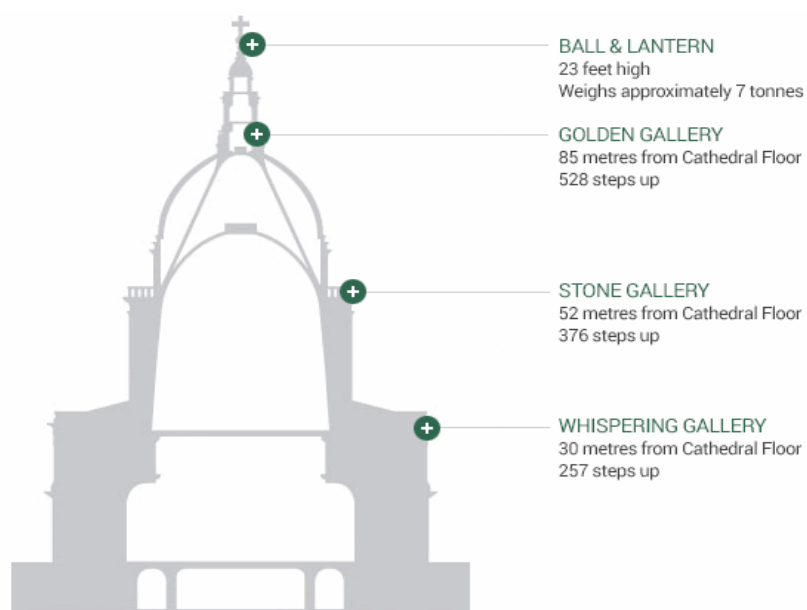 BALL & LANTERN
23 feet high
Weighs approximately 7 tonnes
GOLDEN GALLERY
85 metres from Cathedral Floor
528 steps up
STONE GALLERY
52 metres from Cathedral Floor
376 steps up
WHISPERING GALLERY
30 metres from Cathedral Floor
257 steps up